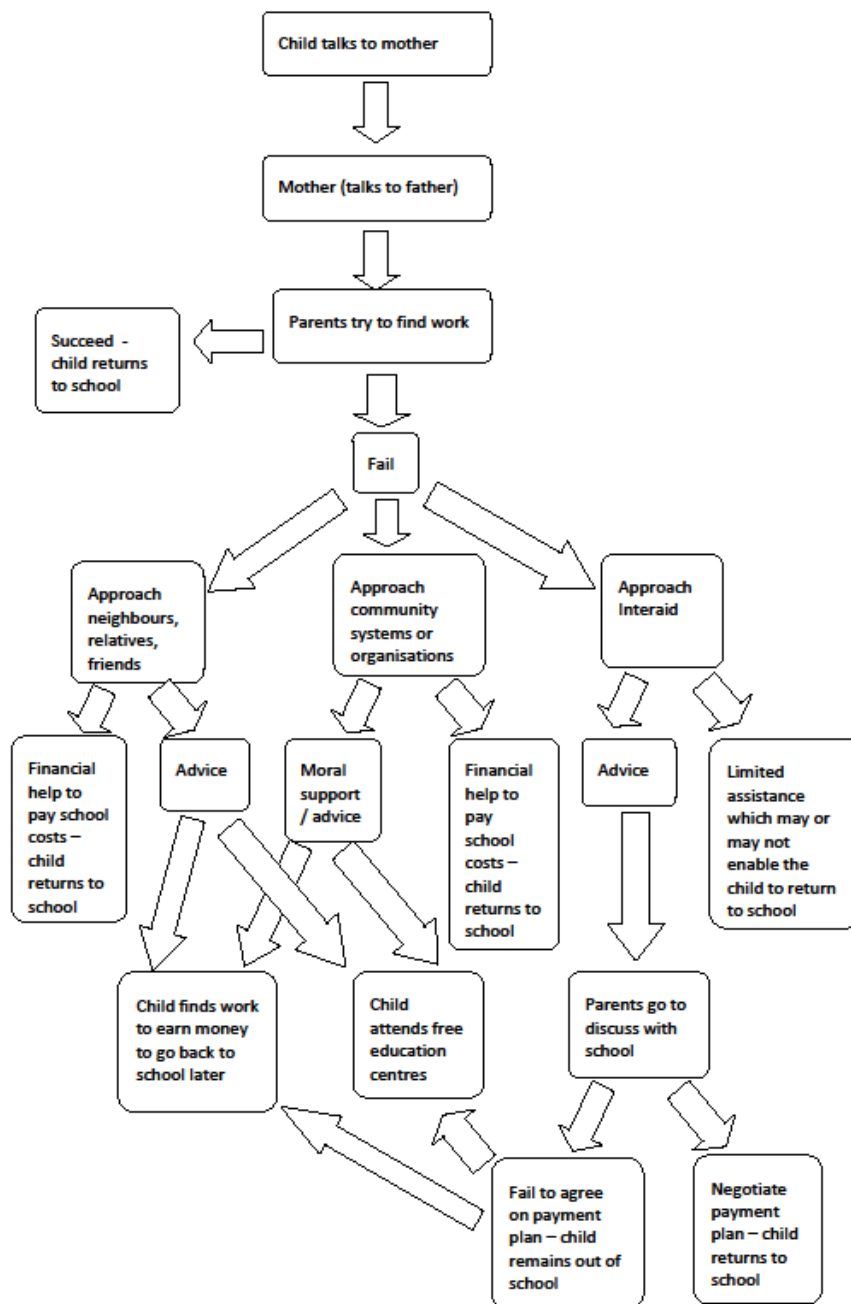 Child talks to mother
Mother (talks to father)
Parents try to find work
Succeed -
child returns
to school
Fail
Approach
neighbours,
relatives,
friends
Approach
community
systems or
organisations
Approach
Interaid
Financial
help to
pay school
costs –
child
returns to
school
Advice
Moral
support
/ advice
Financial
help to
pay
school
costs –
child
returns to
school
Advice
Limited
assistance
which may or
may not
enable the
child to return
to school
Child finds work
to earn money
to go back to
school later
Child
attends free
education
centres
Parents go to
discuss with
school
Fail to agree
on payment
plan – child
remains out of
school
Negotiate
payment
plan – child
returns to
school